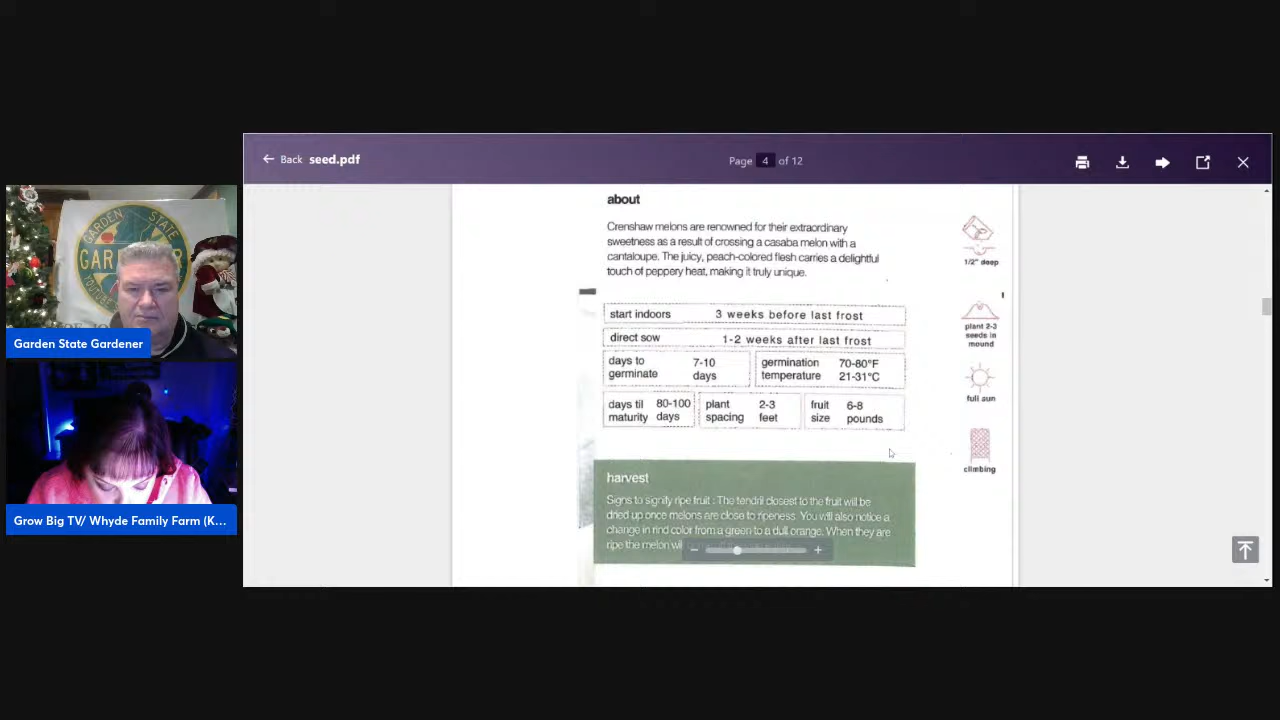 Back seed.pdf
Page 4 of 12
about
Crenshaw melons are renowned for their extraordinary
sweetness as a result of crossing a casaba melon with a
cantaloupe. The juicy, peach-colored flesh carries a delightful
touch of peppery heat, making it truly unique.
start indoors 3 weeks before last frost
direct sow 1-2 weeks after last frost
days to germinate 7-10 days
germination temperature 70-80°F 21-31°C
days til maturity 80-100 days
plant spacing 2-3 feet
fruit size 6-8 pounds
harvest
Signs to signify ripe fruit : The tendril closest to the fruit will be
dried up once melons are close to ripeness. You will also notice a
change in rind color from a green to a dull orange. When they are
ripe the melon wil
1/2" deep
plant 2-3
seeds in
mound
full sun
climbing
GARDEN STATE
GARDENER
Garden State Gardener
Grow Big TV/ Whyde Family Farm (K...